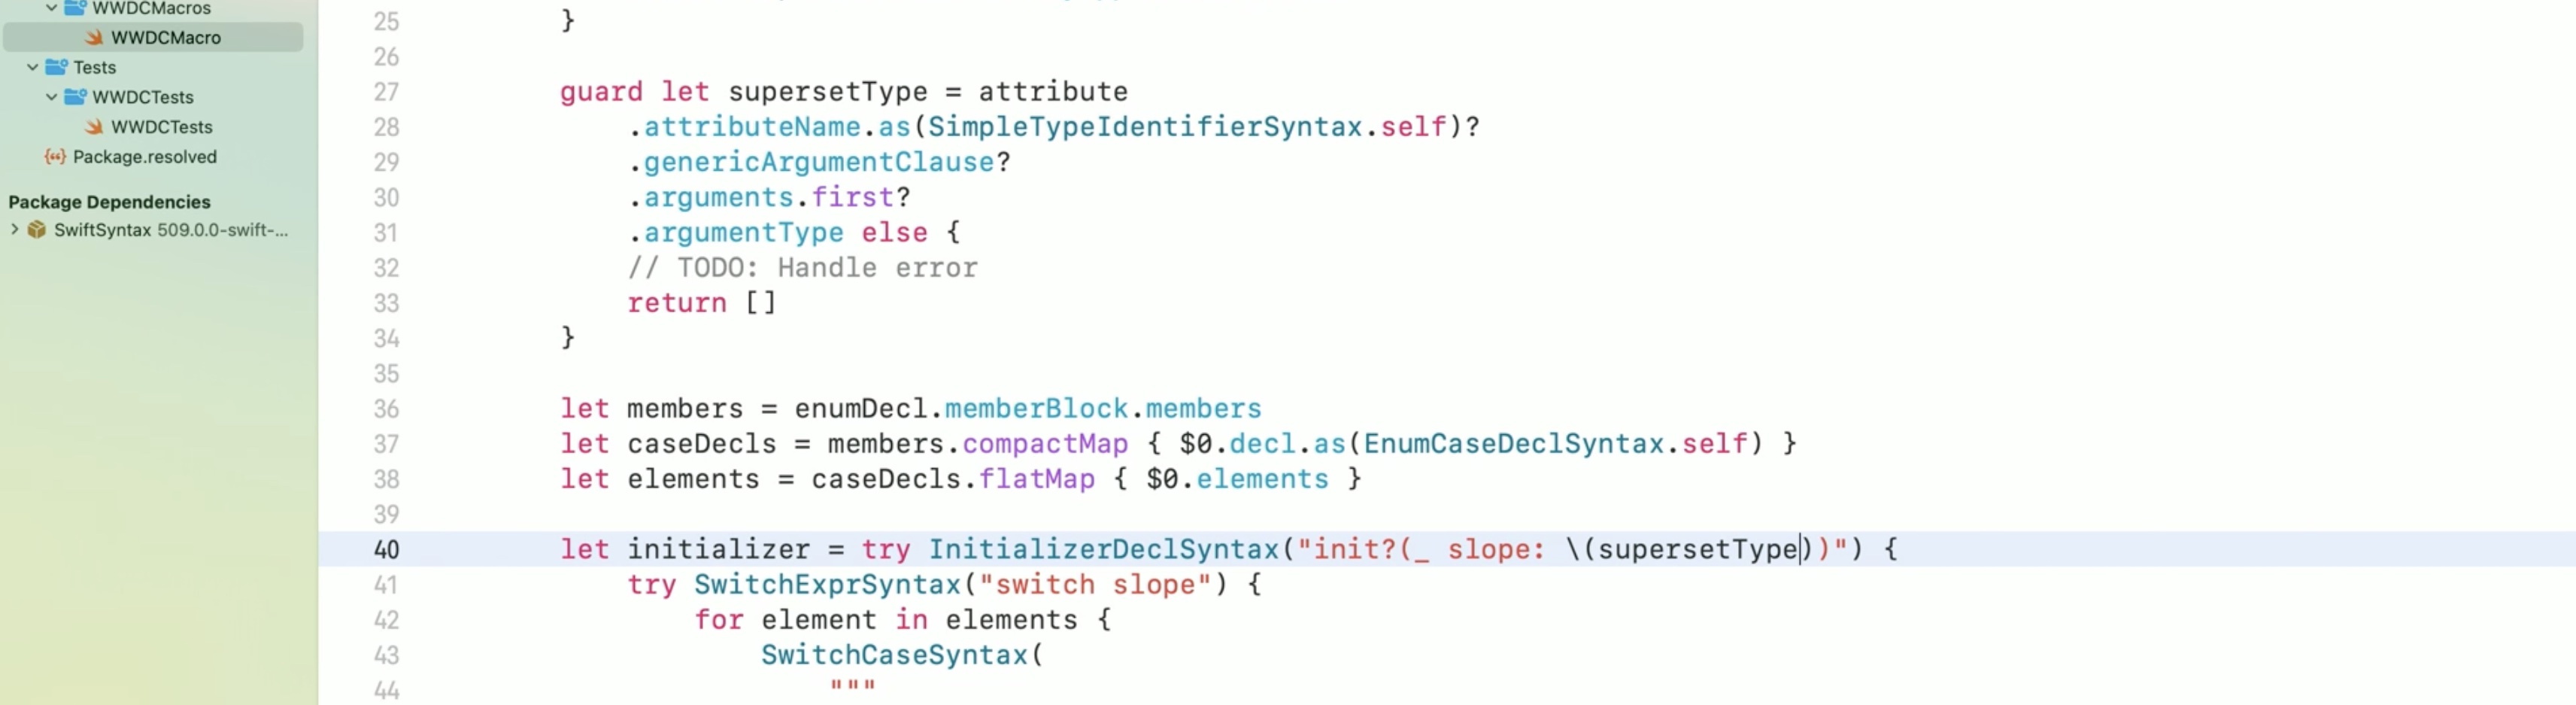 WWDCMacros
WWDCMacro
Tests
WWDCTests
WWDCTests
Package.resolved
Package Dependencies
SwiftSyntax 509.0.0-swift-...
25 }
26
27 guard let supersetType = attribute
28 .attributeName.as(SimpleTypeIdentifierSyntax.self)?
29 .genericArgumentClause?
30 .arguments.first?
31 .argumentType else {
32 // TODO: Handle error
33 return []
34 }
35
36 let members = enumDecl.memberBlock.members
37 let caseDecls = members.compactMap { $0.decl.as(EnumCaseDeclSyntax.self) }
38 let elements = caseDecls.flatMap { $0.elements }
39
40 let initializer = try InitializerDeclSyntax("init?(_ slope: \(supersetType))") {
41 try SwitchExprSyntax("switch slope") {
42 for element in elements {
43 SwitchCaseSyntax(
44 """